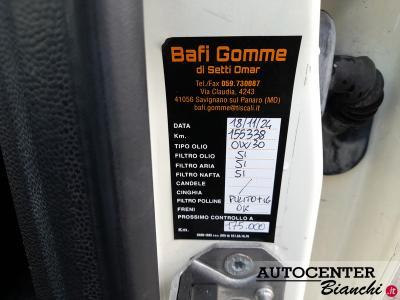 Bafi Gomme
di Setti Omar
Tel./Fax 059.730087
Via Claudia, 4243
41056 Savignano sul Panaro (MO)
bafi.gomme@tiscali.it
DATA 18/11/24
Km. 155338
TIPO OLIO 0W30
FILTRO OLIO SI
FILTRO ARIA SI
FILTRO NAFTA SI
CANDELE /
CINGHIA
FILTRO POLLINE
FRENI OK
PROSSIMO CONTROLLO A
Km. 175.000
AUTOCENTER
Bianchi.it